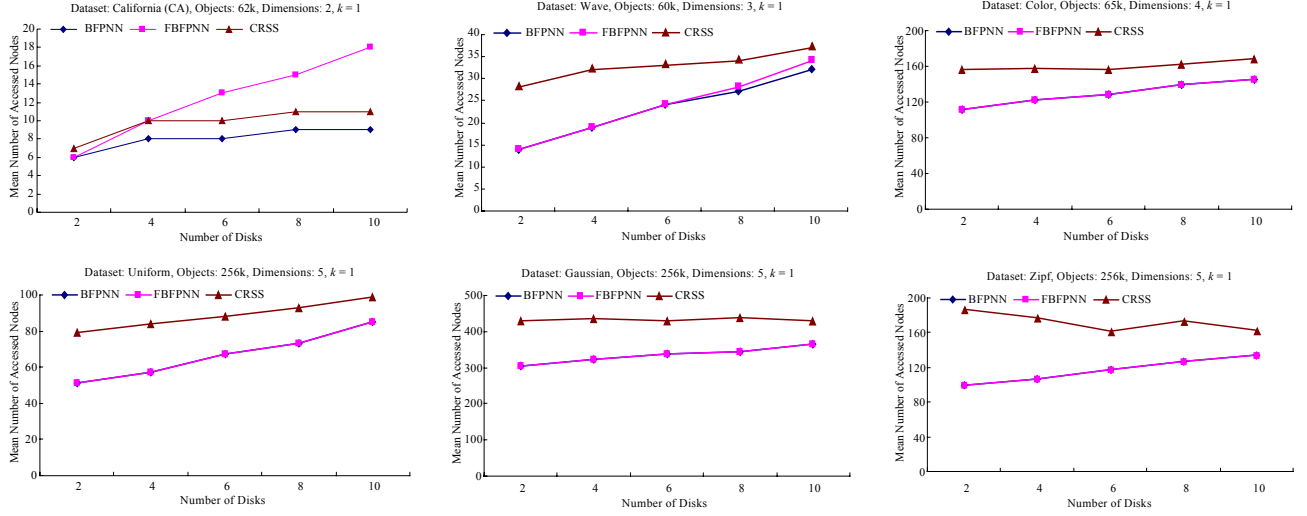 Dataset: California (CA), Objects: 62k, Dimensions: 2, k = 1
BFPNN FBFPNN CRSS
Mean Number of Accessed Nodes
20
18
16
14
12
10
8
6
4
2
0
2 4 6 8 10
Number of Disks
Dataset: Wave, Objects: 60k, Dimensions: 3, k = 1
BFPNN FBFPNN CRSS
Mean Number of Accessed Nodes
40
35
30
25
20
15
10
5
0
2 4 6 8 10
Number of Disks
Dataset: Color, Objects: 65k, Dimensions: 4, k = 1
BFPNN FBFPNN CRSS
Mean Number of Accessed Nodes
200
160
120
80
40
0
2 4 6 8 10
Number of Disks
Dataset: Uniform, Objects: 256k, Dimensions: 5, k = 1
BFPNN FBFPNN CRSS
Mean Number of Accessed Nodes
100
80
60
40
20
0
2 4 6 8 10
Number of Disks
Dataset: Gaussian, Objects: 256k, Dimensions: 5, k = 1
BFPNN FBFPNN CRSS
Mean Number of Accessed Nodes
500
400
300
200
100
0
2 4 6 8 10
Number of Disks
Dataset: Zipf, Objects: 256k, Dimensions: 5, k = 1
BFPNN FBFPNN CRSS
Mean Number of Accessed Nodes
200
160
120
80
40
0
2 4 6 8 10
Number of Disks